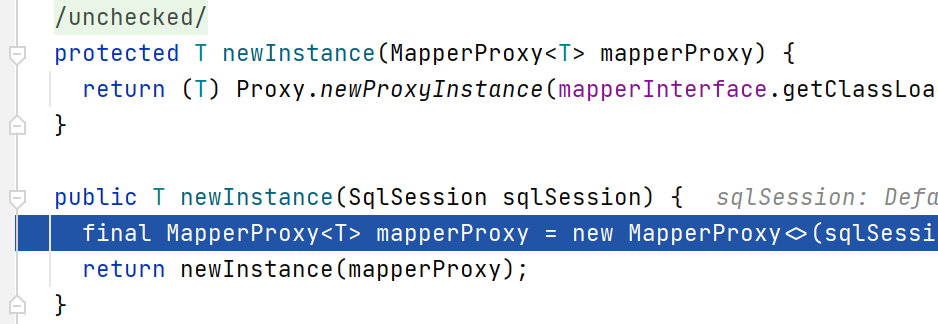 /unchecked/
protected T newInstance(MapperProxy<T> mapperProxy) {
return (T) Proxy.newProxyInstance(mapperInterface.getClassLoa
}
public T newInstance(SqlSession sqlSession) { sqlSession: Defa
final MapperProxy<T> mapperProxy = new MapperProxy<>(sqlSessi
return newInstance(mapperProxy);
}